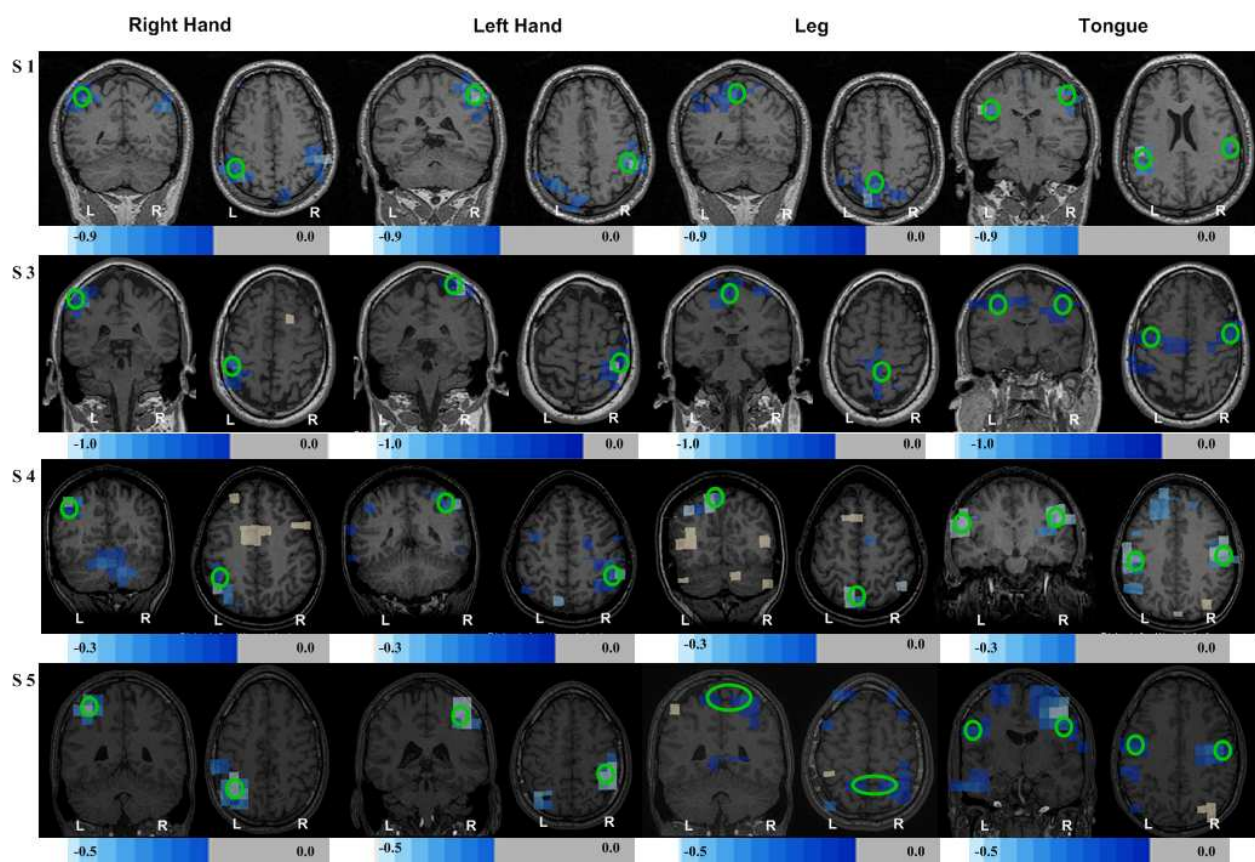 Right Hand Left Hand Leg Tongue
S 1
L R L R L R L R L R L R L R L R
-0.9 0.0 -0.9 0.0 -0.9 0.0 -0.9 0.0
S 3
L R L R L R L R L R L R L R L R
-1.0 0.0 -1.0 0.0 -1.0 0.0 -1.0 0.0
S 4
L R L R L R L R L R L R L R L R
-0.3 0.0 -0.3 0.0 -0.3 0.0 -0.3 0.0
S 5
L R L R L R L R L R L R L R L R
-0.5 0.0 -0.5 0.0 -0.5 0.0 -0.5 0.0